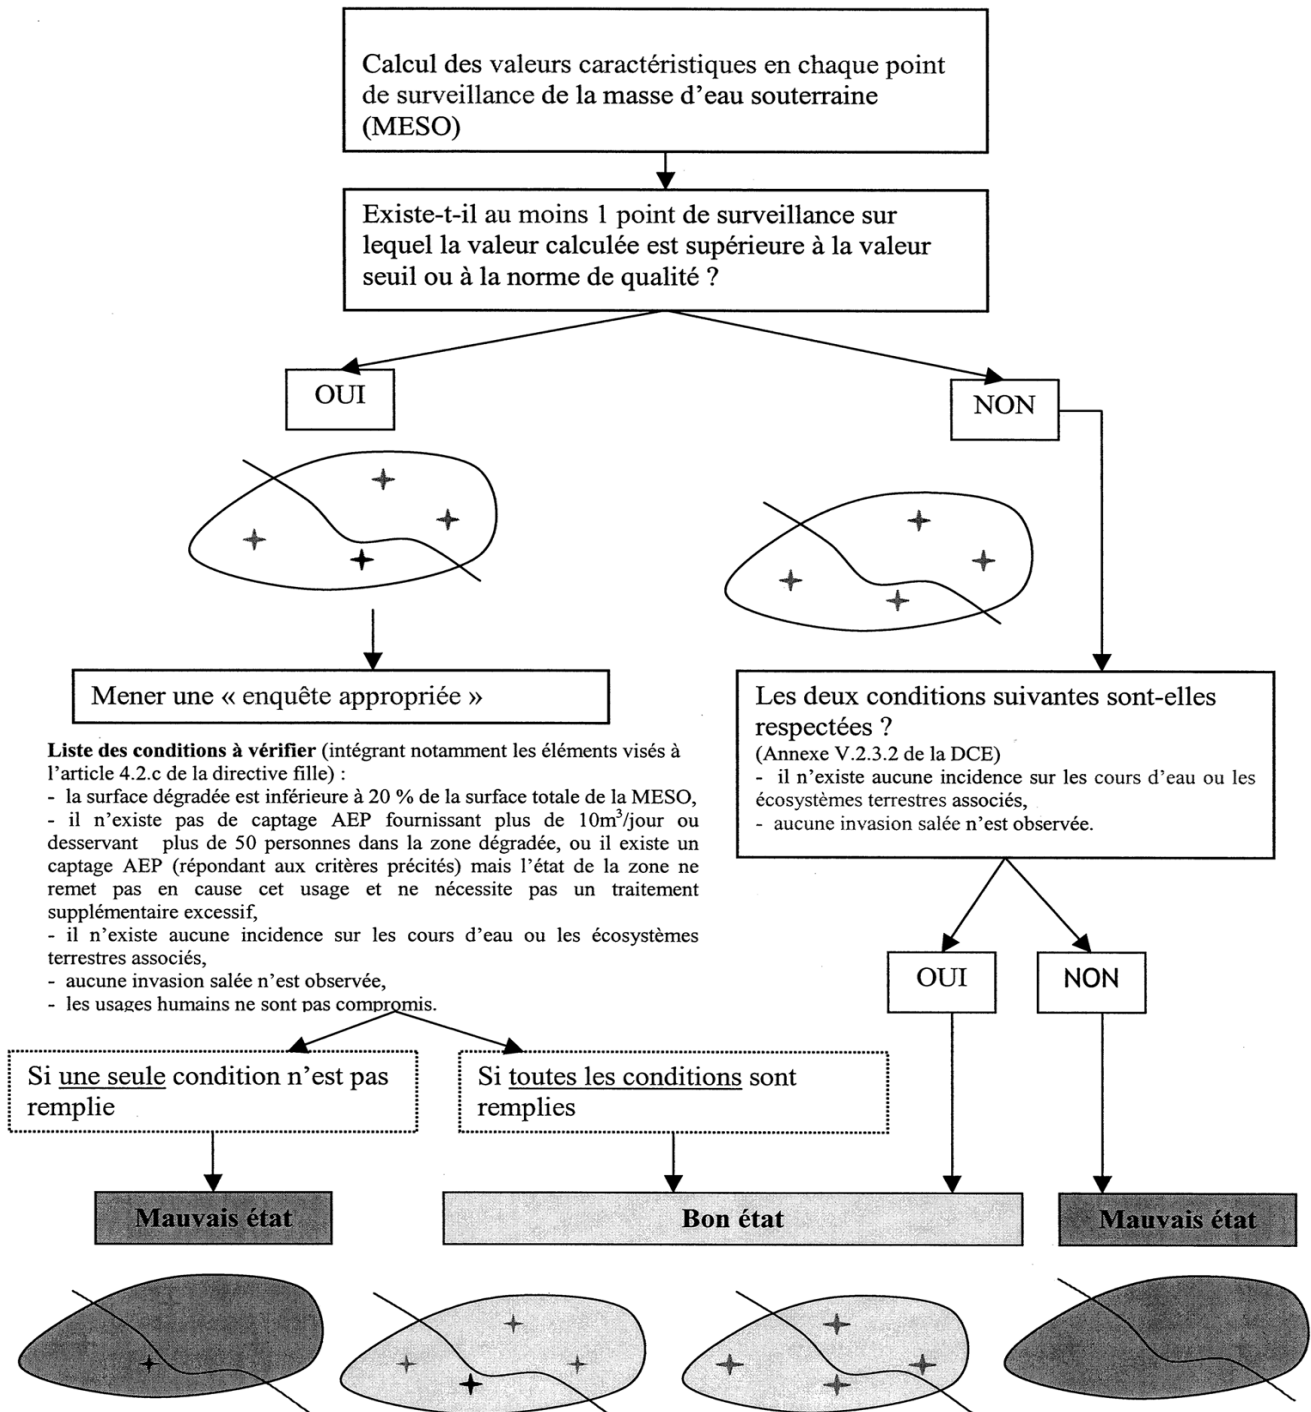 Calcul des valeurs caractéristiques en chaque point
de surveillance de la masse d'eau souterraine
(MESO)
Existe-t-il au moins 1 point de surveillance sur
lequel la valeur calculée est supérieure à la valeur
seuil ou à la norme de qualité ?
OUI
NON
Mener une « enquête appropriée »
Liste des conditions à vérifier (intégrant notamment les éléments visés à
l'article 4.2.c de la directive fille) :
- la surface dégradée est inférieure à 20 % de la surface totale de la MESO,
- il n'existe pas de captage AEP fournissant plus de 10m³/jour ou
desservant plus de 50 personnes dans la zone dégradée, ou il existe un
captage AEP (répondant aux critères précités) mais l'état de la zone ne
remet pas en cause cet usage et ne nécessite pas un traitement
supplémentaire excessif,
- il n'existe aucune incidence sur les cours d'eau ou les écosystèmes
terrestres associés,
- aucune invasion salée n'est observée,
- les usages humains ne sont pas compromis.
Les deux conditions suivantes sont-elles
respectées ?
(Annexe V.2.3.2 de la DCE)
- il n'existe aucune incidence sur les cours d'eau ou les
écosystèmes terrestres associés,
- aucune invasion salée n'est observée.
OUI
NON
Si une seule condition n'est pas
remplie
Si toutes les conditions sont
remplies
Mauvais état
Bon état
Mauvais état